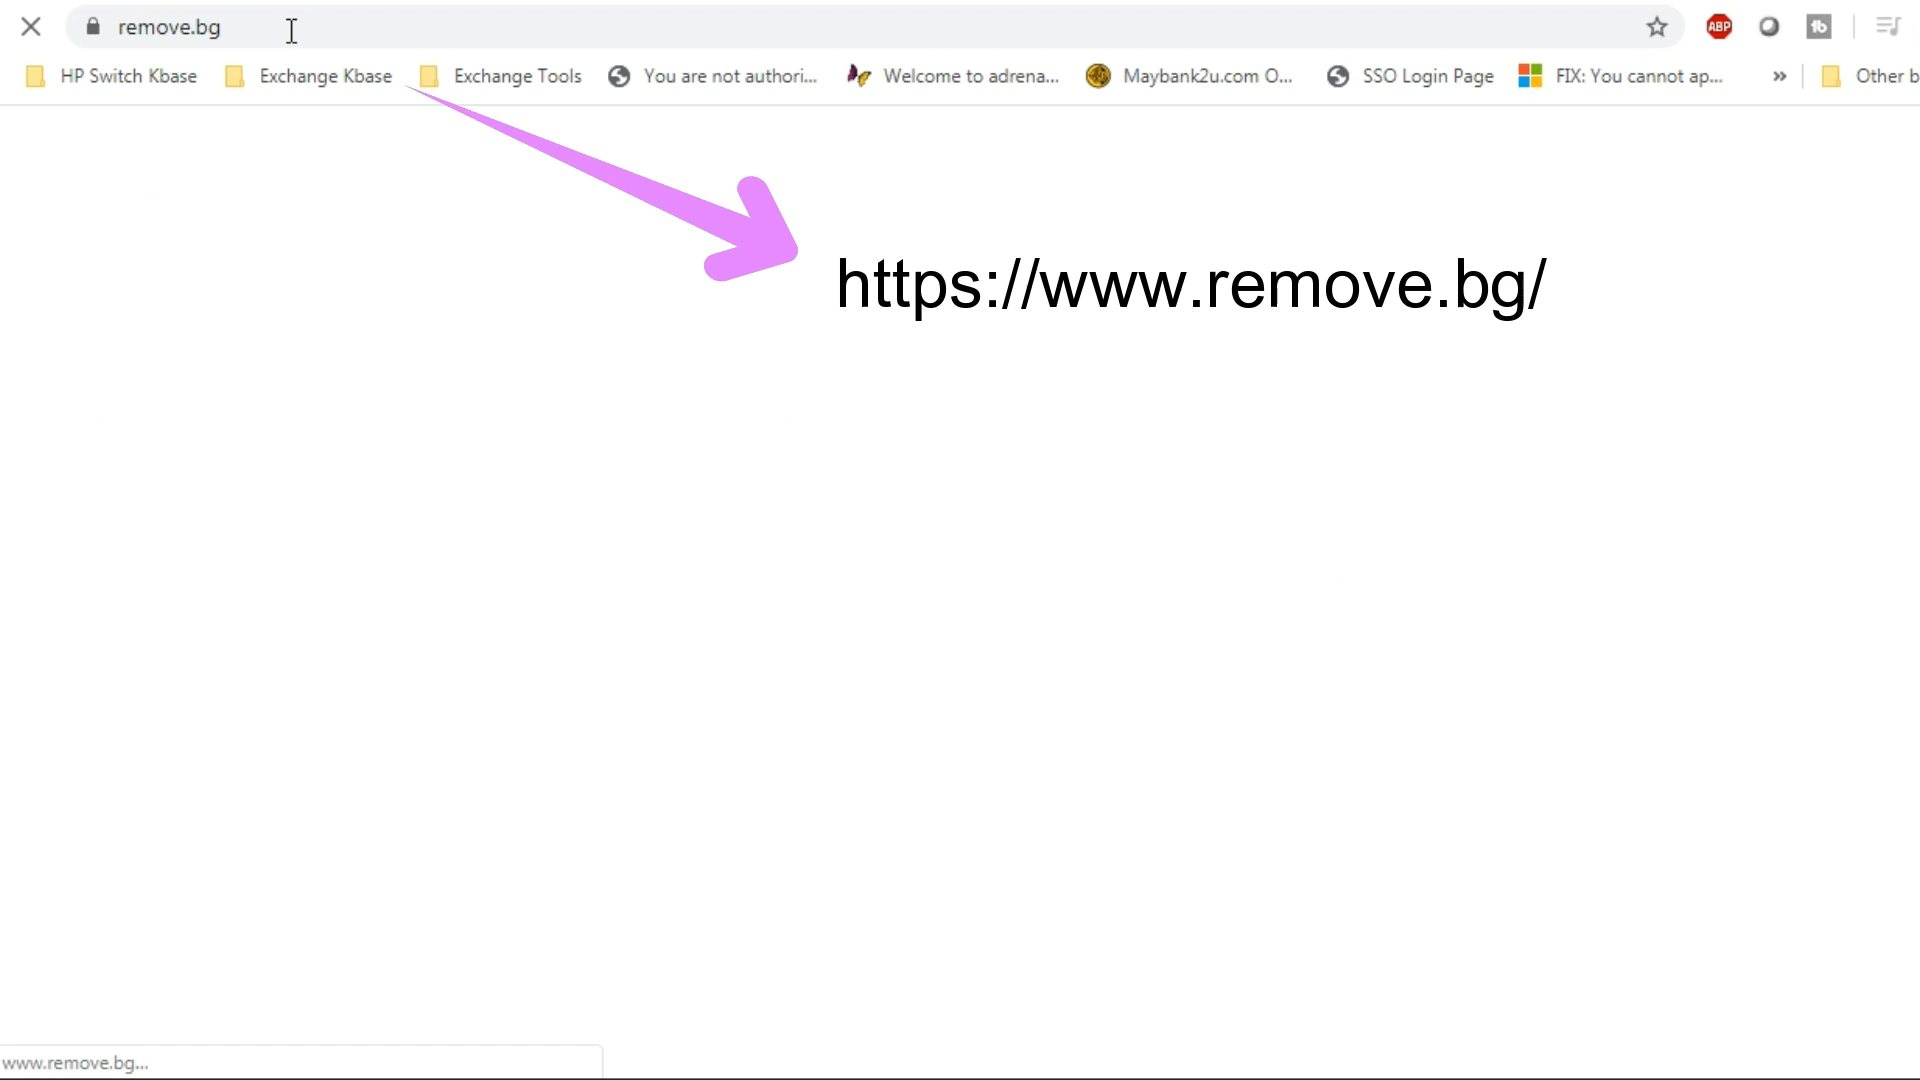 remove.bg
ABP
HP Switch Kbase Exchange Kbase Exchange Tools You are not authori... Welcome to adrena... Maybank2u.com O... SSO Login Page FIX: You cannot ap... » Other b
https://www.remove.bg/
www.remove.bg...